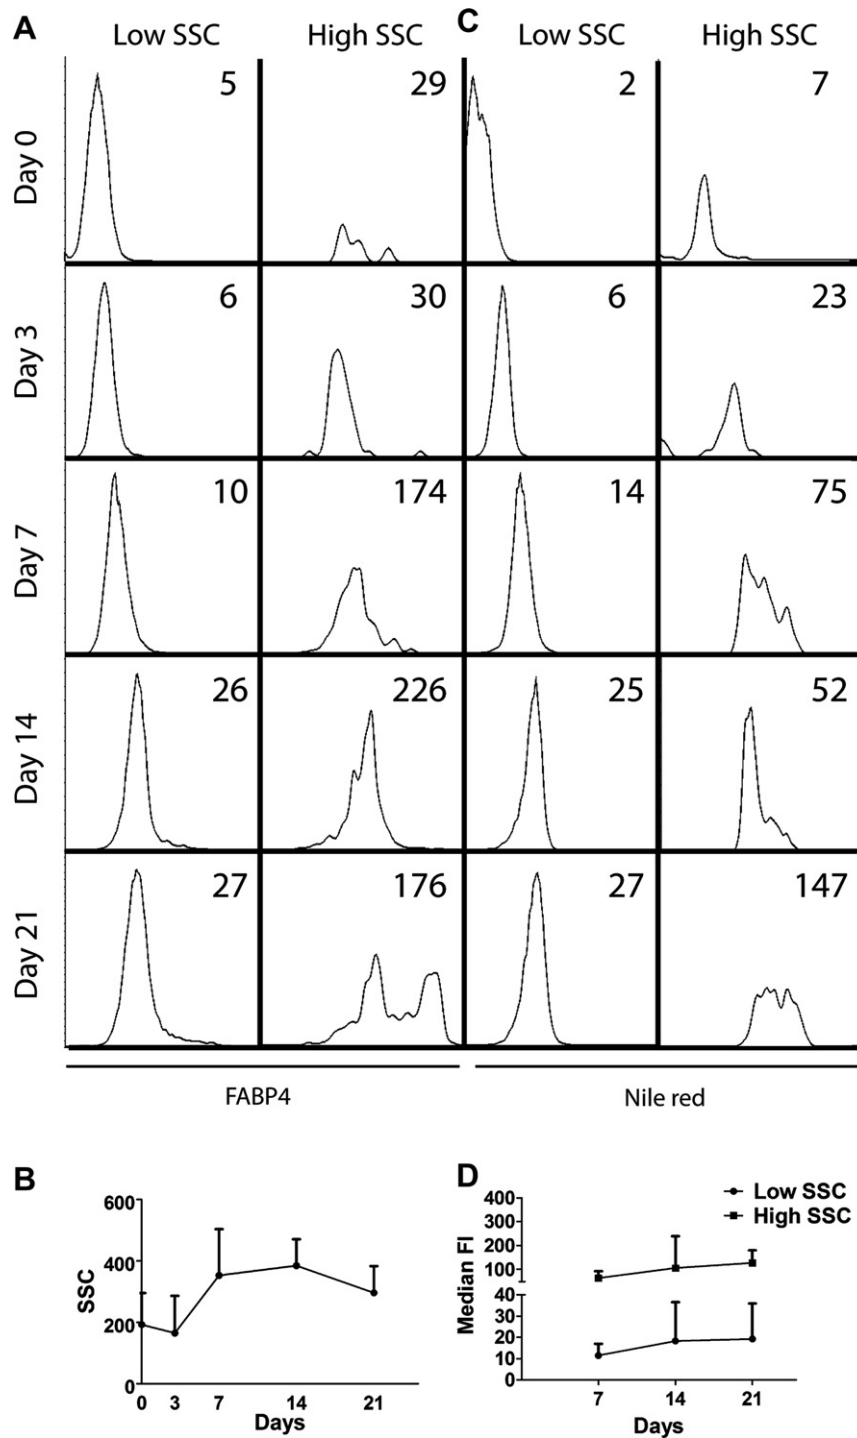 A Low SSC High SSC C Low SSC High SSC
Day 0 5 29 2 7
Day 3 6 30 6 23
Day 7 10 174 14 75
Day 14 26 226 25 52
Day 21 27 176 27 147
FABP4 Nile red
B
SSC
600
400
200
0
0 3 7 14 21
Days
D
Low SSC
High SSC
Median FI
400
300
200
100
40
30
20
10
0
7 14 21
Days